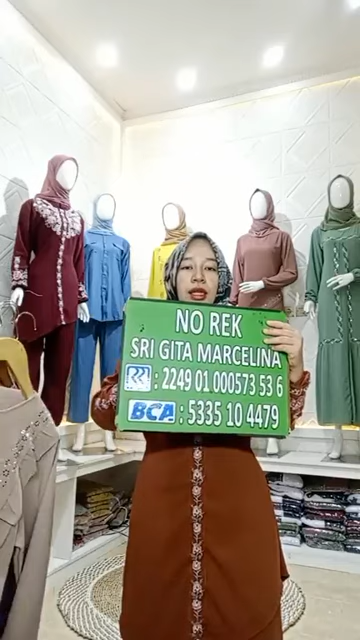 NO REK
SRI GITA MARCELINA
: 2249 01 000573 53 6
BCA : 5335 10 4479